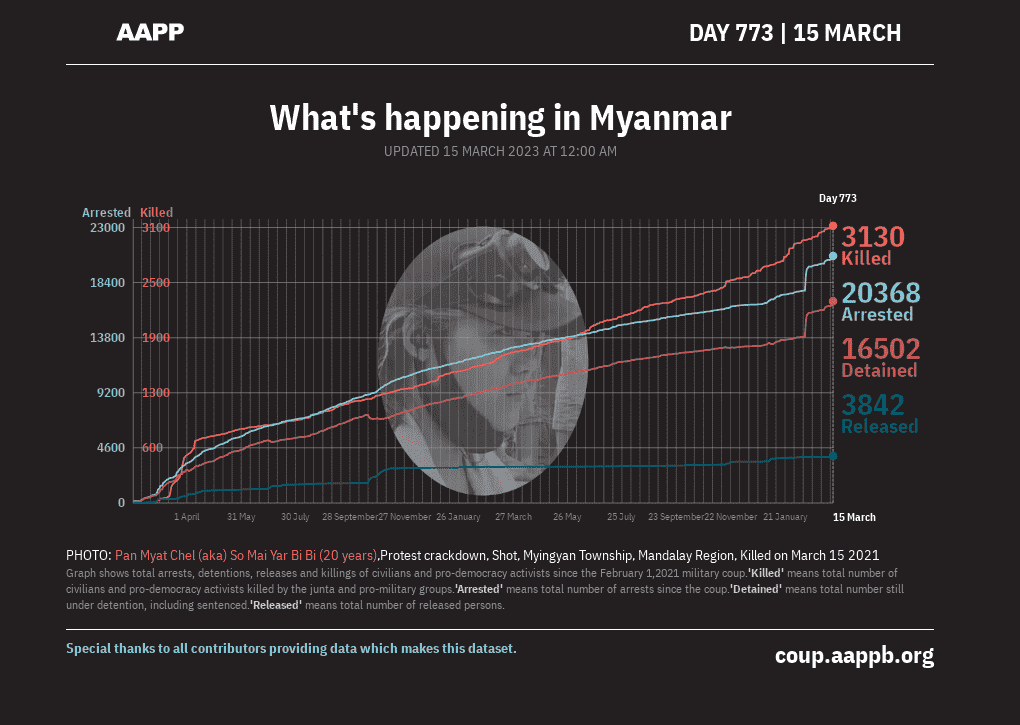 AAPP
DAY 773 | 15 MARCH
What's happening in Myanmar
UPDATED 15 MARCH 2023 AT 12:00 AM
Day 773
Arrested Killed
23000 3100
18400 2500
13800 1900
9200 1300
4600 600
0
3130
Killed
20368
Arrested
16502
Detained
3842
Released
1 April 31 May 30 July 28 September 27 November 26 January 27 March 26 May 25 July 23 September 22 November 21 January 15 March
PHOTO: Pan Myat Chel (aka) So Mai Yar Bi Bi (20 years),Protest crackdown, Shot, Myingyan Township, Mandalay Region, Killed on March 15 2021
Graph shows total arrests, detentions, releases and killings of civilians and pro-democracy activists since the February 1,2021 military coup.'Killed' means total number of
civilians and pro-democracy activists killed by the junta and pro-military groups.'Arrested' means total number of arrests since the coup.'Detained' means total number still
under detention, including sentenced.'Released' means total number of released persons.
Special thanks to all contributors providing data which makes this dataset.
coup.aappb.org